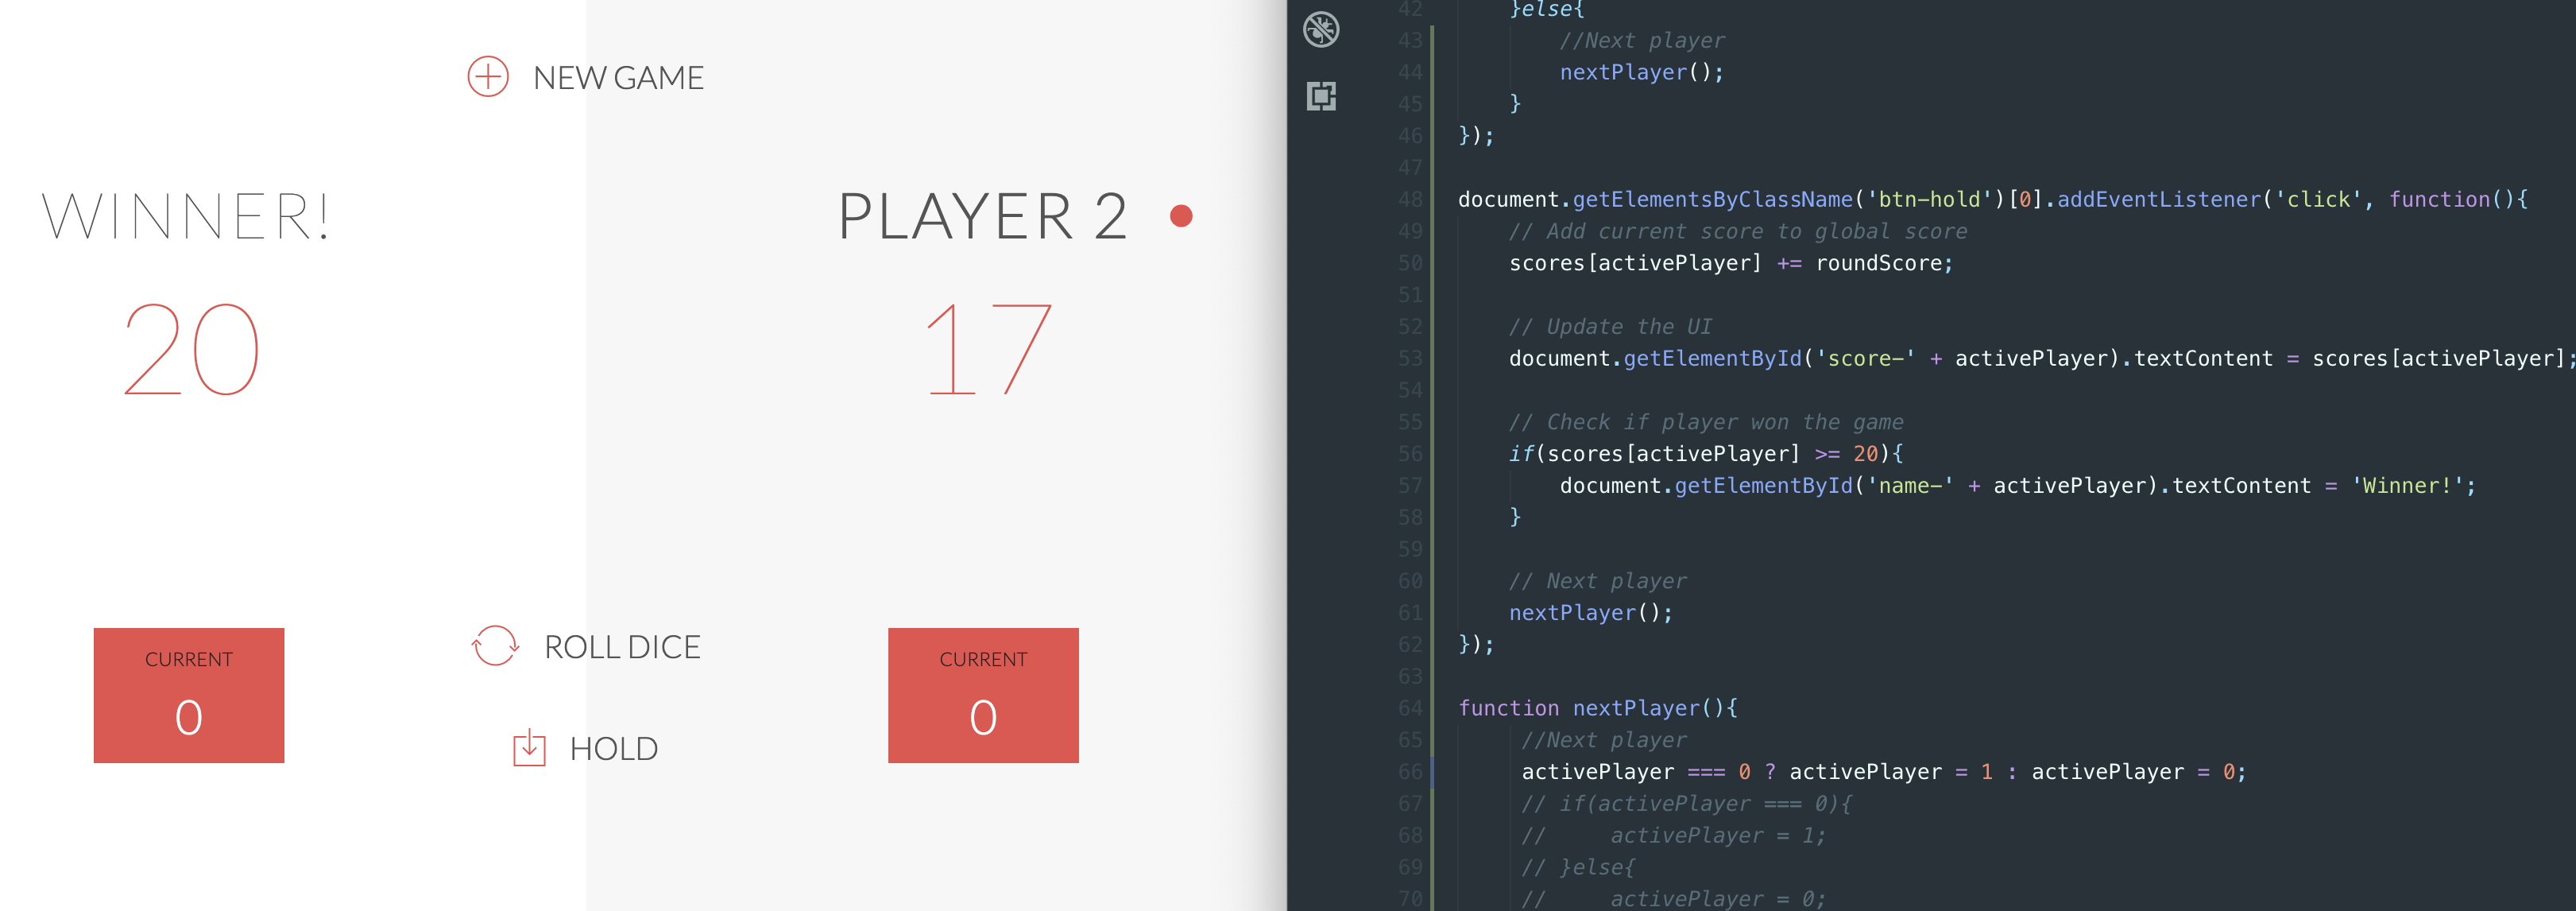 NEW GAME
WINNER!
PLAYER 2
20
17
CURRENT
0
ROLL DICE
HOLD
CURRENT
0
42 }else{
43 //Next player
44 nextPlayer();
45 }
46 });
47
48 document.getElementsByClassName('btn-hold')[0].addEventListener('click', function(){
49 // Add current score to global score
50 scores[activePlayer] += roundScore;
51
52 // Update the UI
53 document.getElementById('score-' + activePlayer).textContent = scores[activePlayer];
54
55 // Check if player won the game
56 if(scores[activePlayer] >= 20){
57 document.getElementById('name-' + activePlayer).textContent = 'Winner!';
58 }
59
60 // Next player
61 nextPlayer();
62 });
63
64 function nextPlayer(){
65 //Next player
66 activePlayer === 0 ? activePlayer = 1 : activePlayer = 0;
67 // if(activePlayer === 0){
68 // activePlayer = 1;
69 // }else{
70 // activePlayer = 0;